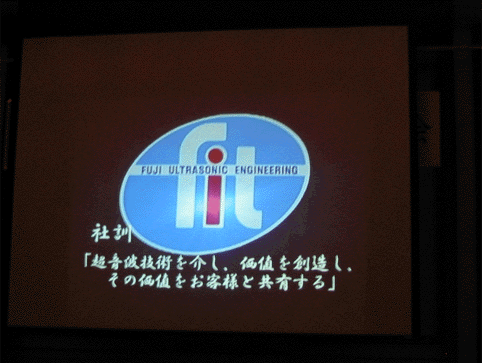 fit
FUJI ULTRASONIC ENGINEERING
社訓
「超音波技術を介し、価値を創造し、
その価値をお客様と共有する」